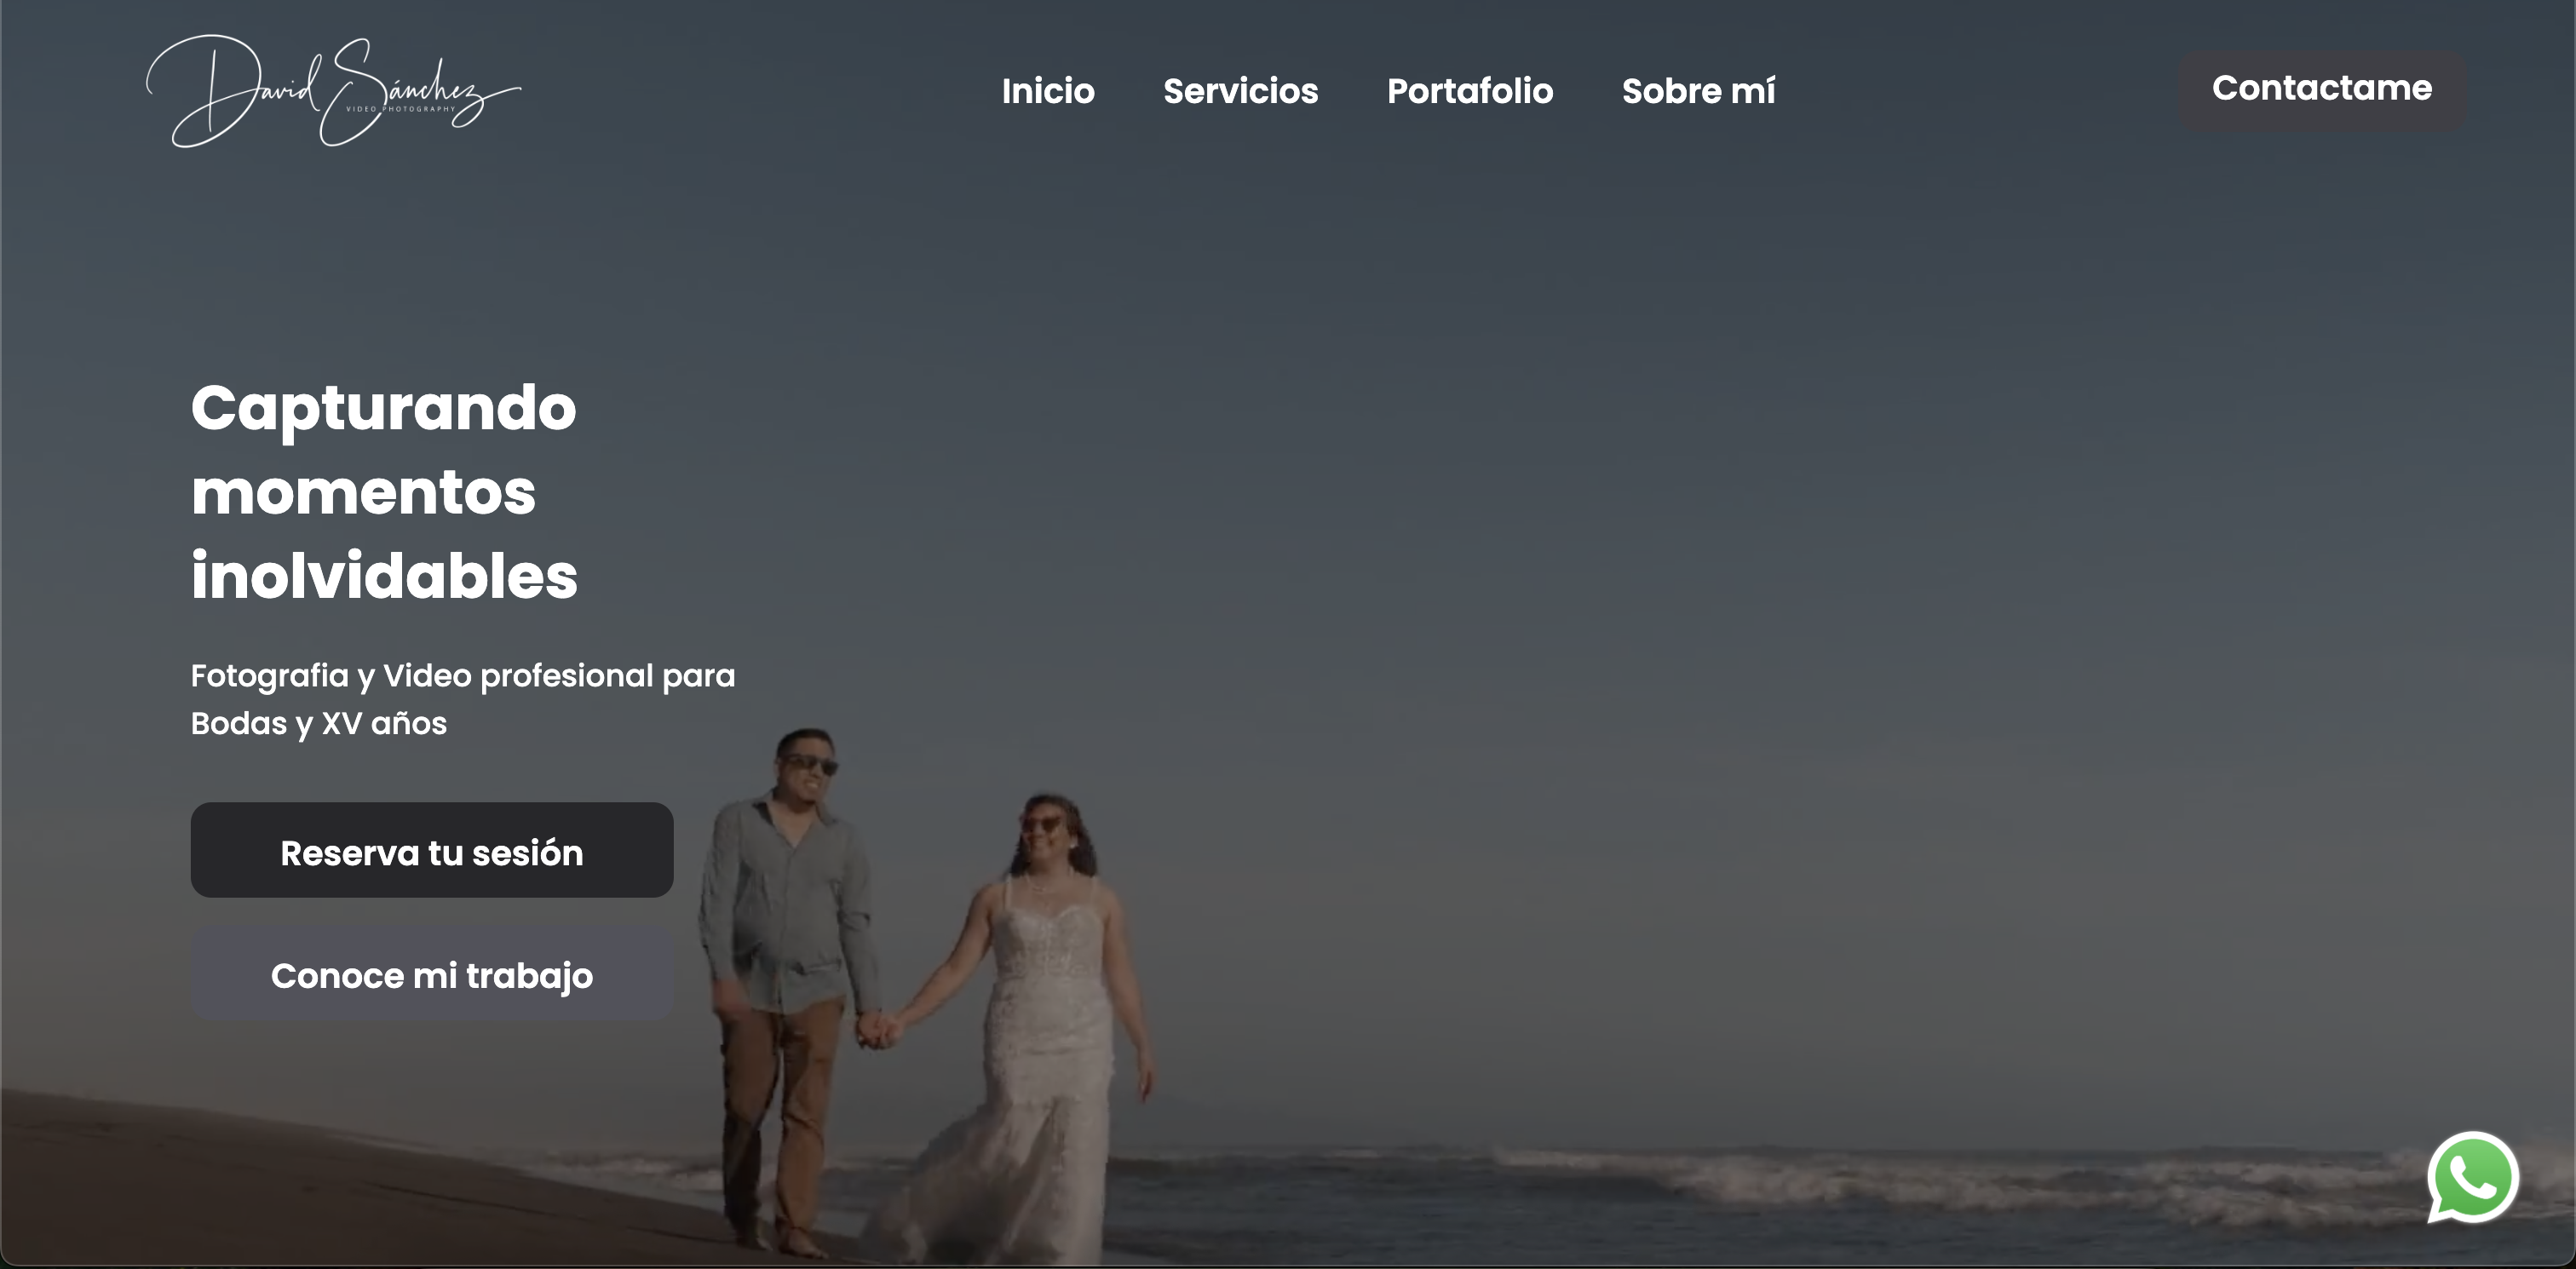 David Sánchez
VIDEO PHOTOGRAPHY
Inicio
Servicios
Portafolio
Sobre mí
Contactame
Capturando
momentos
inolvidables
Fotografia y Video profesional para
Bodas y XV años
Reserva tu sesión
Conoce mi trabajo